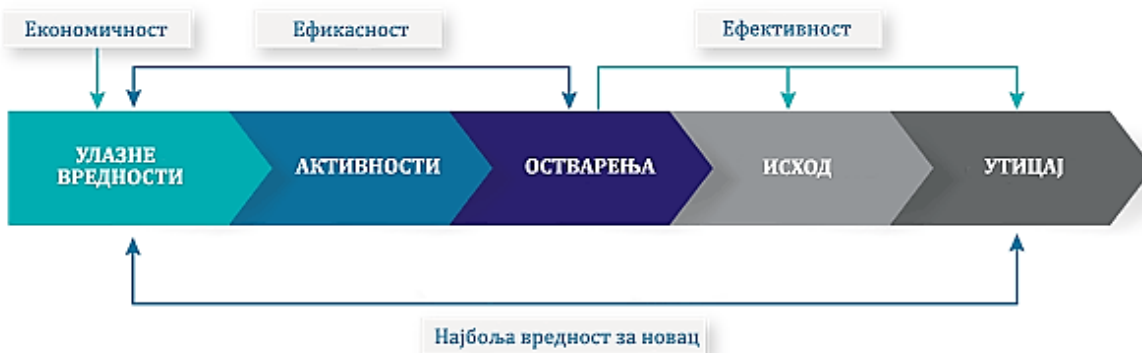 Економичност
Ефикасност
Ефективност
УЛАЗНЕ
ВРЕДНОСТИ
АКТИВНОСТИ
ОСТВАРЕЊА
ИСХОД
УТИЦАЈ
Најбоља вредност за новац